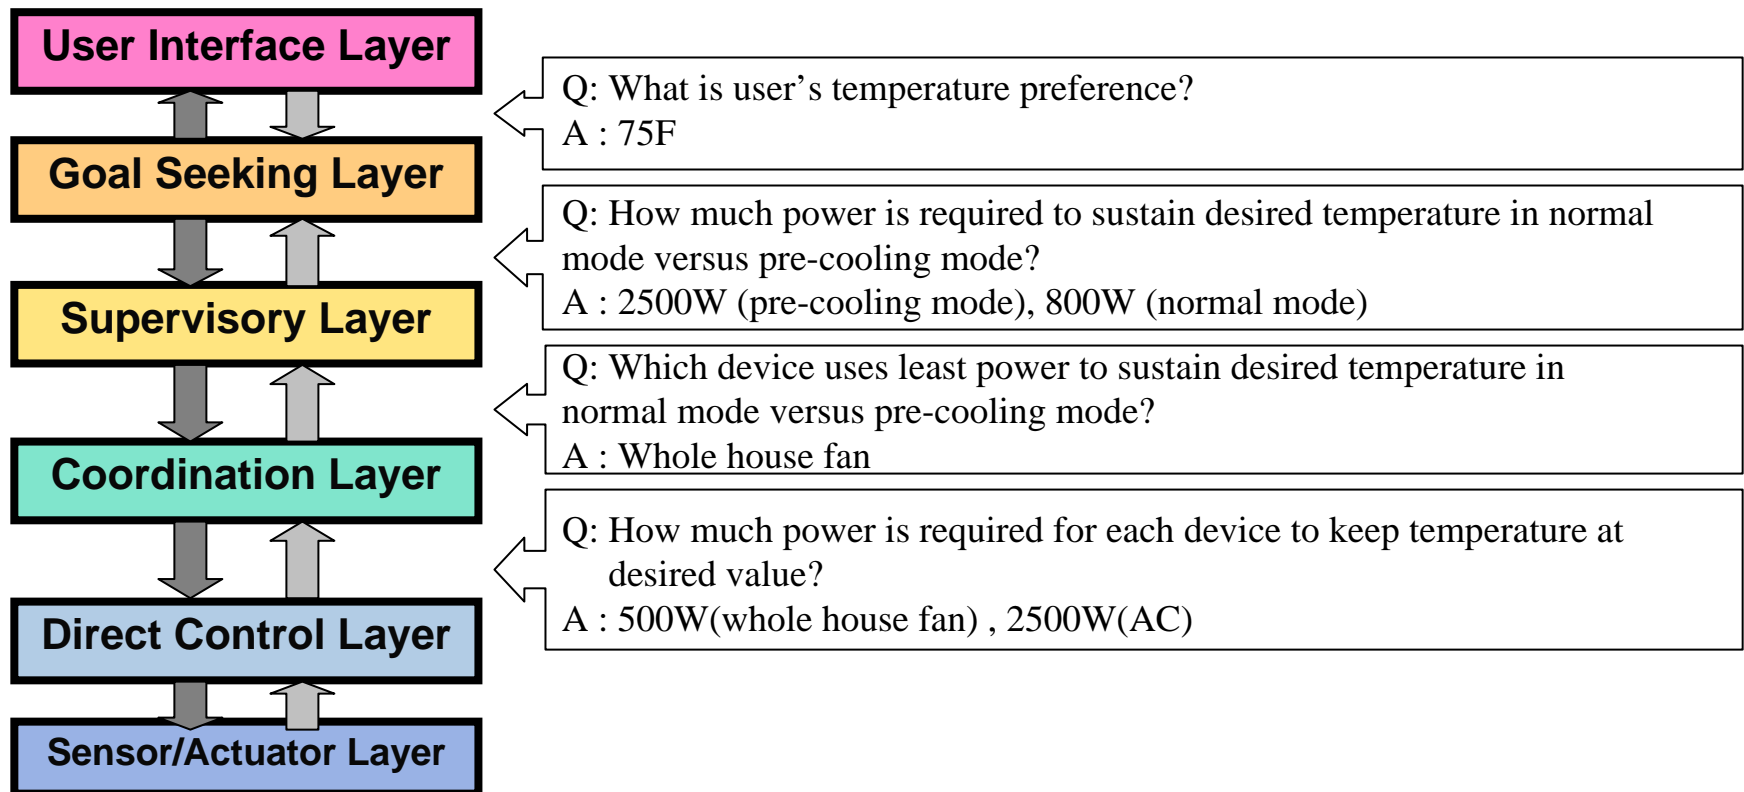 User Interface Layer
Q: What is user’s temperature preference?
A : 75F
Goal Seeking Layer
Q: How much power is required to sustain desired temperature in normal
mode versus pre-cooling mode?
A : 2500W (pre-cooling mode), 800W (normal mode)
Supervisory Layer
Q: Which device uses least power to sustain desired temperature in
normal mode versus pre-cooling mode?
A : Whole house fan
Coordination Layer
Q: How much power is required for each device to keep temperature at
desired value?
A : 500W(whole house fan) , 2500W(AC)
Direct Control Layer
Sensor/Actuator Layer